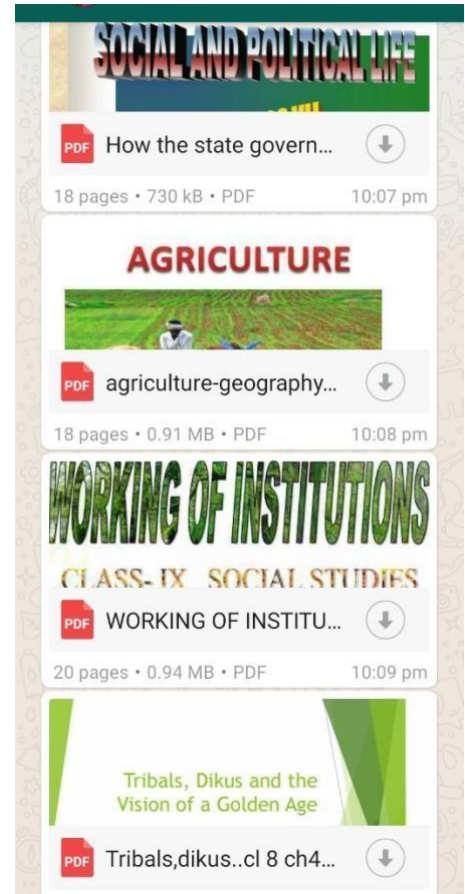 SOCIAL AND POLITICAL LIFE
PDF How the state govern...
18 pages • 730 kB • PDF 10:07 pm
AGRICULTURE
PDF agriculture-geography...
18 pages • 0.91 MB • PDF 10:08 pm
WORKING OF INSTITUTIONS
CLASS- IX SOCIAL STUDIES
PDF WORKING OF INSTITU...
20 pages • 0.94 MB • PDF 10:09 pm
Tribals, Dikus and the
Vision of a Golden Age
PDF Tribals,dikus..cl 8 ch4...